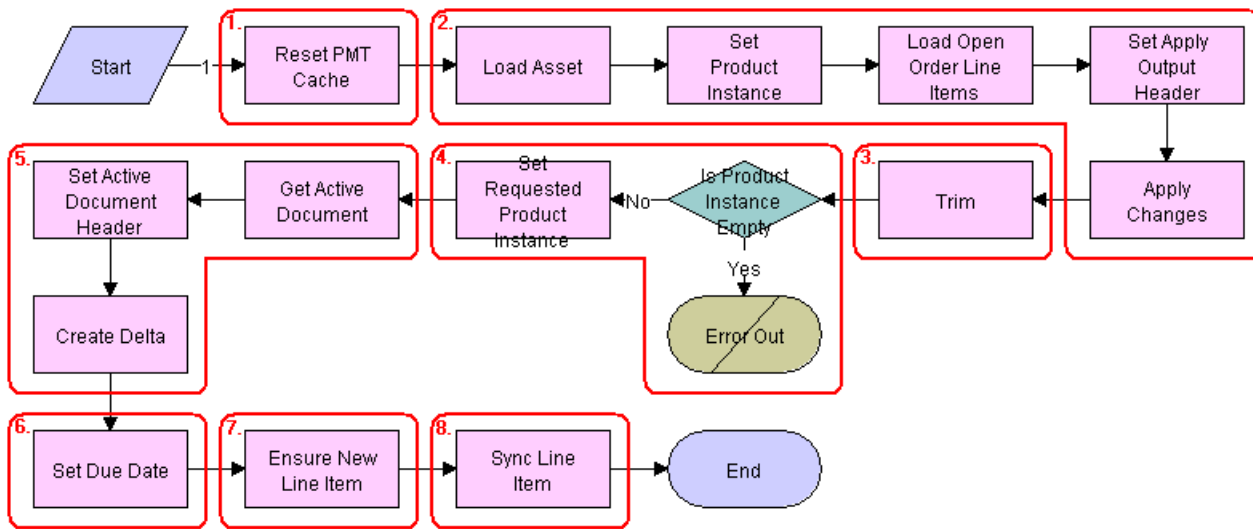 1.
2.
Start
1
Reset PMT
Cache
Load Asset
Set
Product
Instance
Load Open
Order Line
Items
Set Apply
Output
Header
5.
4.
3.
Set Active
Document
Header
Get Active
Document
Set
Requested
Product
Instance
No
Is Product
Instance
Empty
Trim
Apply
Changes
Yes
Create Delta
Error Out
6.
7.
8.
Set Due Date
Ensure New
Line Item
Sync Line
Item
End